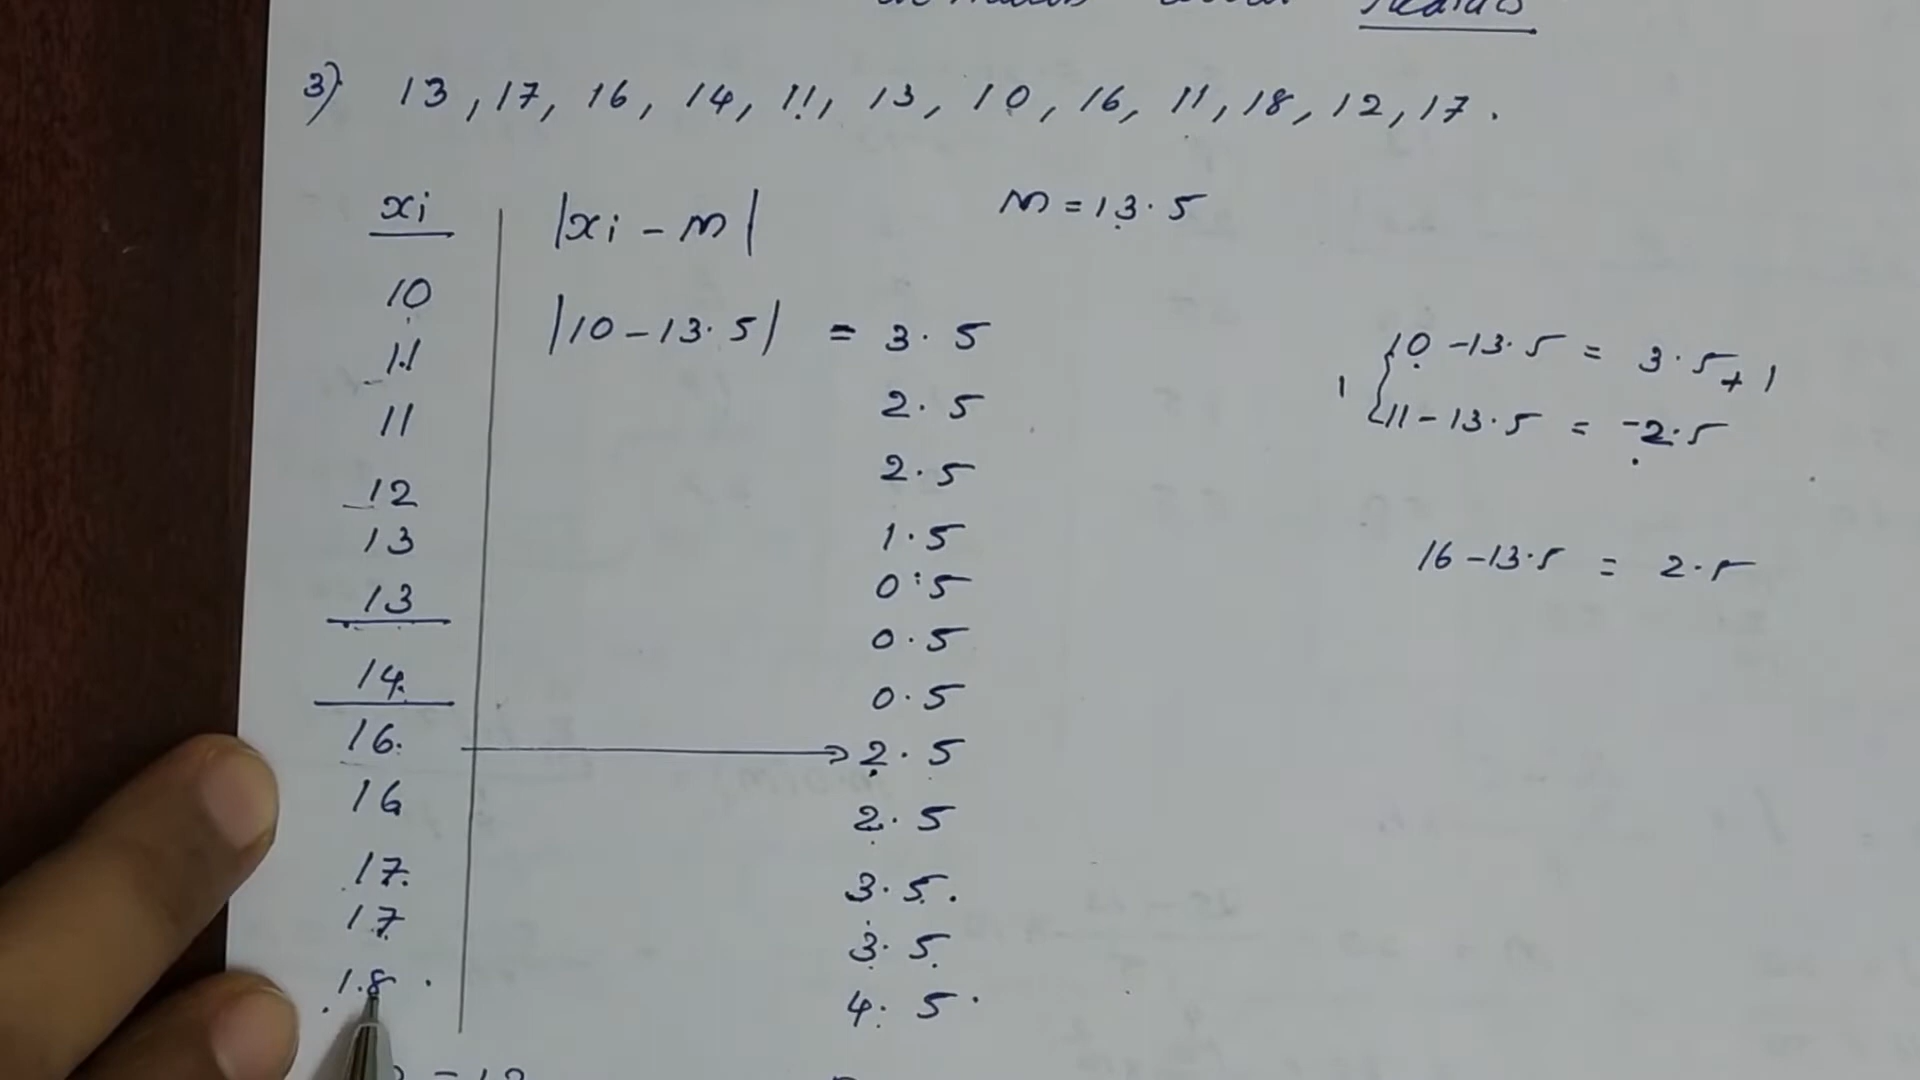 3) 13, 17, 16, 14, 11, 13, 10, 16, 11, 18, 12, 17.
xi |xi - m| m = 13.5
10 |10 - 13.5| = 3.5
11 2.5
11 2.5
12 1.5
13 0.5
13 0.5
14 0.5
16 2.5
16 2.5
17 3.5
17 3.5
18 4.5
10 - 13.5 = 3.5 + 1
1 { 11 - 13.5 = -2.5
16 - 13.5 = 2.5